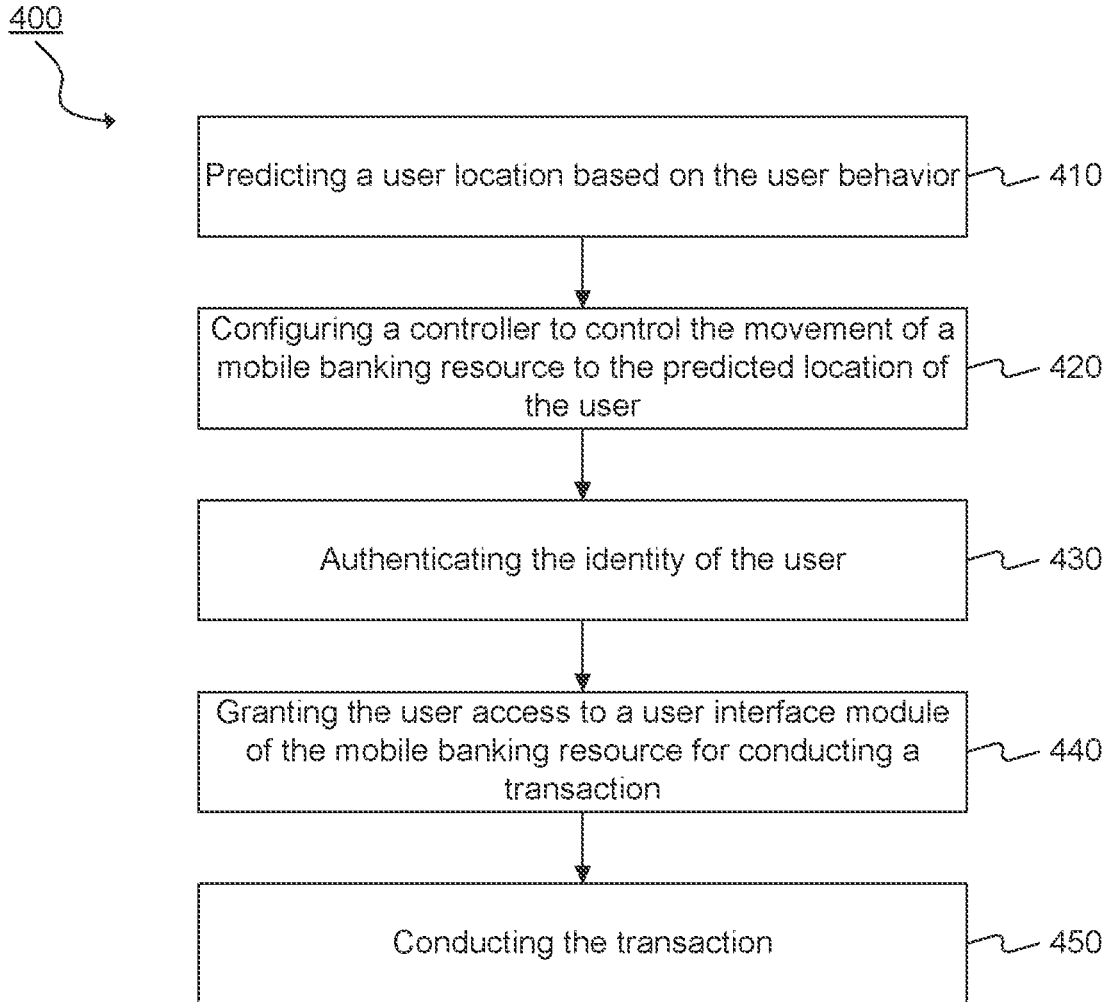 400
Predicting a user location based on the user behavior
410
Configuring a controller to control the movement of a
mobile banking resource to the predicted location of
the user
420
Authenticating the identity of the user
430
Granting the user access to a user interface module
of the mobile banking resource for conducting a
transaction
440
Conducting the transaction
450